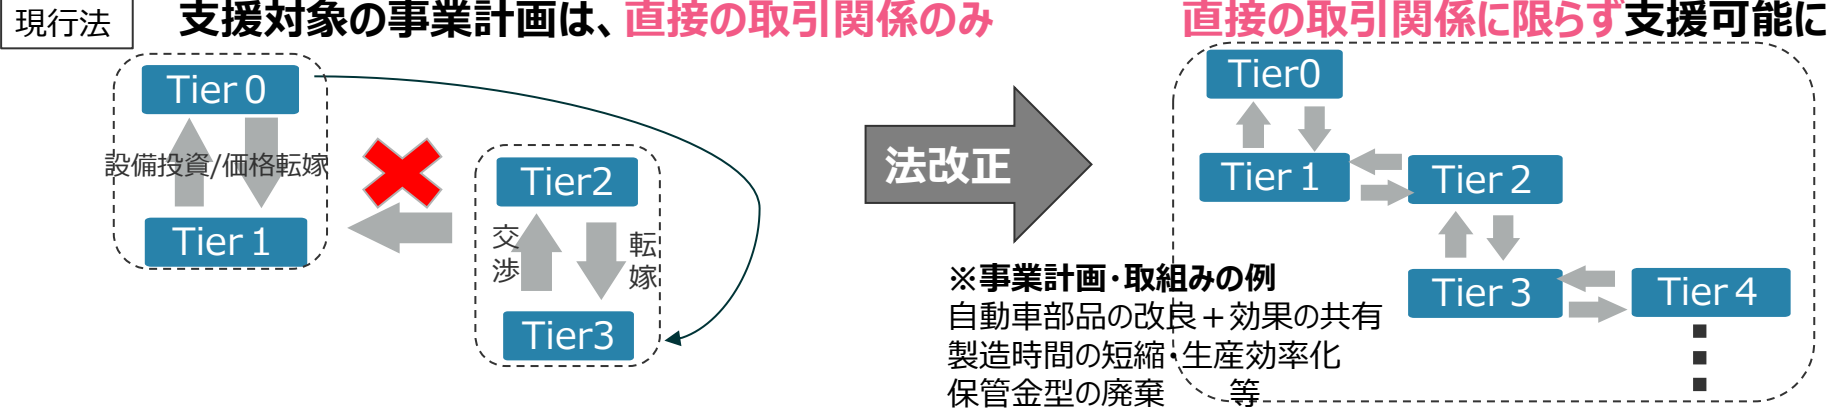 現行法
支援対象の事業計画は、直接の取引関係のみ
Tier 0
設備投資/価格転嫁
Tier 1
Tier2
交渉
転嫁
Tier3
法改正
直接の取引関係に限らず支援可能に
Tier0
Tier 1
Tier 2
Tier 3
Tier 4
※事業計画・取組みの例
自動車部品の改良＋効果の共有
製造時間の短縮・生産効率化
保管金型の廃棄　　等